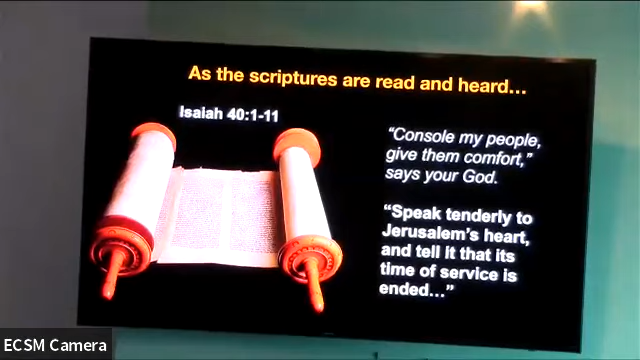 As the scriptures are read and heard...
Isaiah 40:1-11
“Console my people,
give them comfort,”
says your God.
“Speak tenderly to
Jerusalem’s heart,
and tell it that its
time of service is
ended...”
ECSM Camera